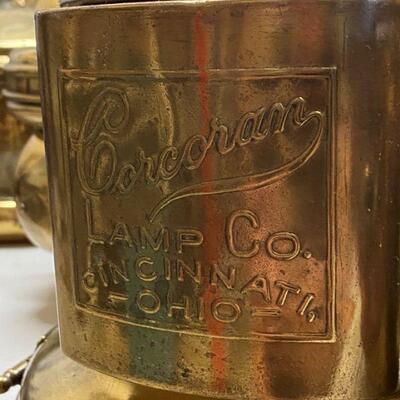 Corcoran
LAMP CO.
CINCINNATI,
— OHIO —